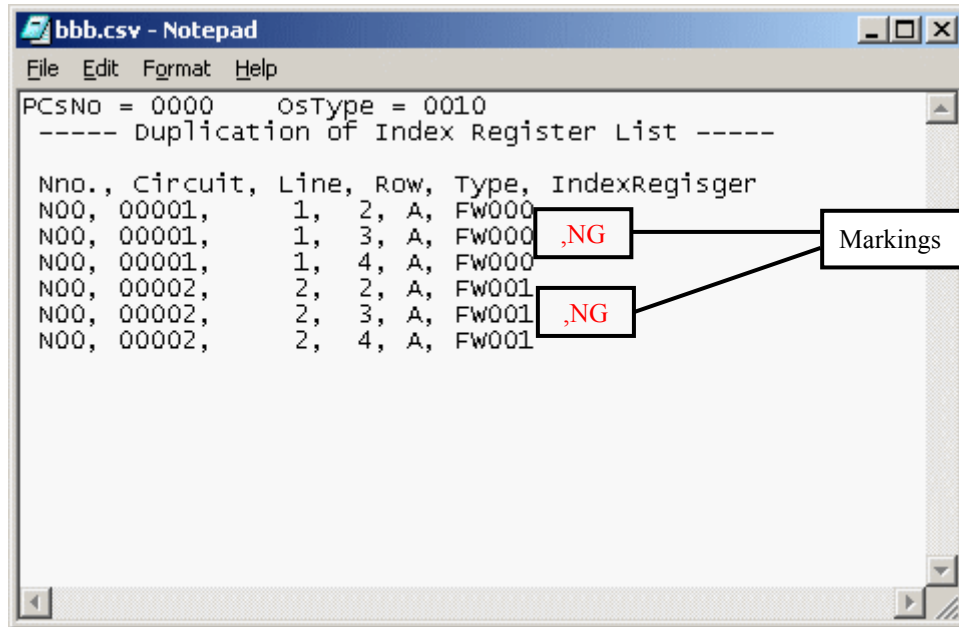 bbb.csv - Notepad
File Edit Format Help
PCsNo = 0000 OsType = 0010
----- Duplication of Index Register List -----
Nno., Circuit, Line, Row, Type, IndexRegisger
N00, 00001, 1, 2, A, FW000
N00, 00001, 1, 3, A, FW000 ,NG
N00, 00001, 1, 4, A, FW000
N00, 00002, 2, 2, A, FW001
N00, 00002, 2, 3, A, FW001 ,NG
N00, 00002, 2, 4, A, FW001
Markings